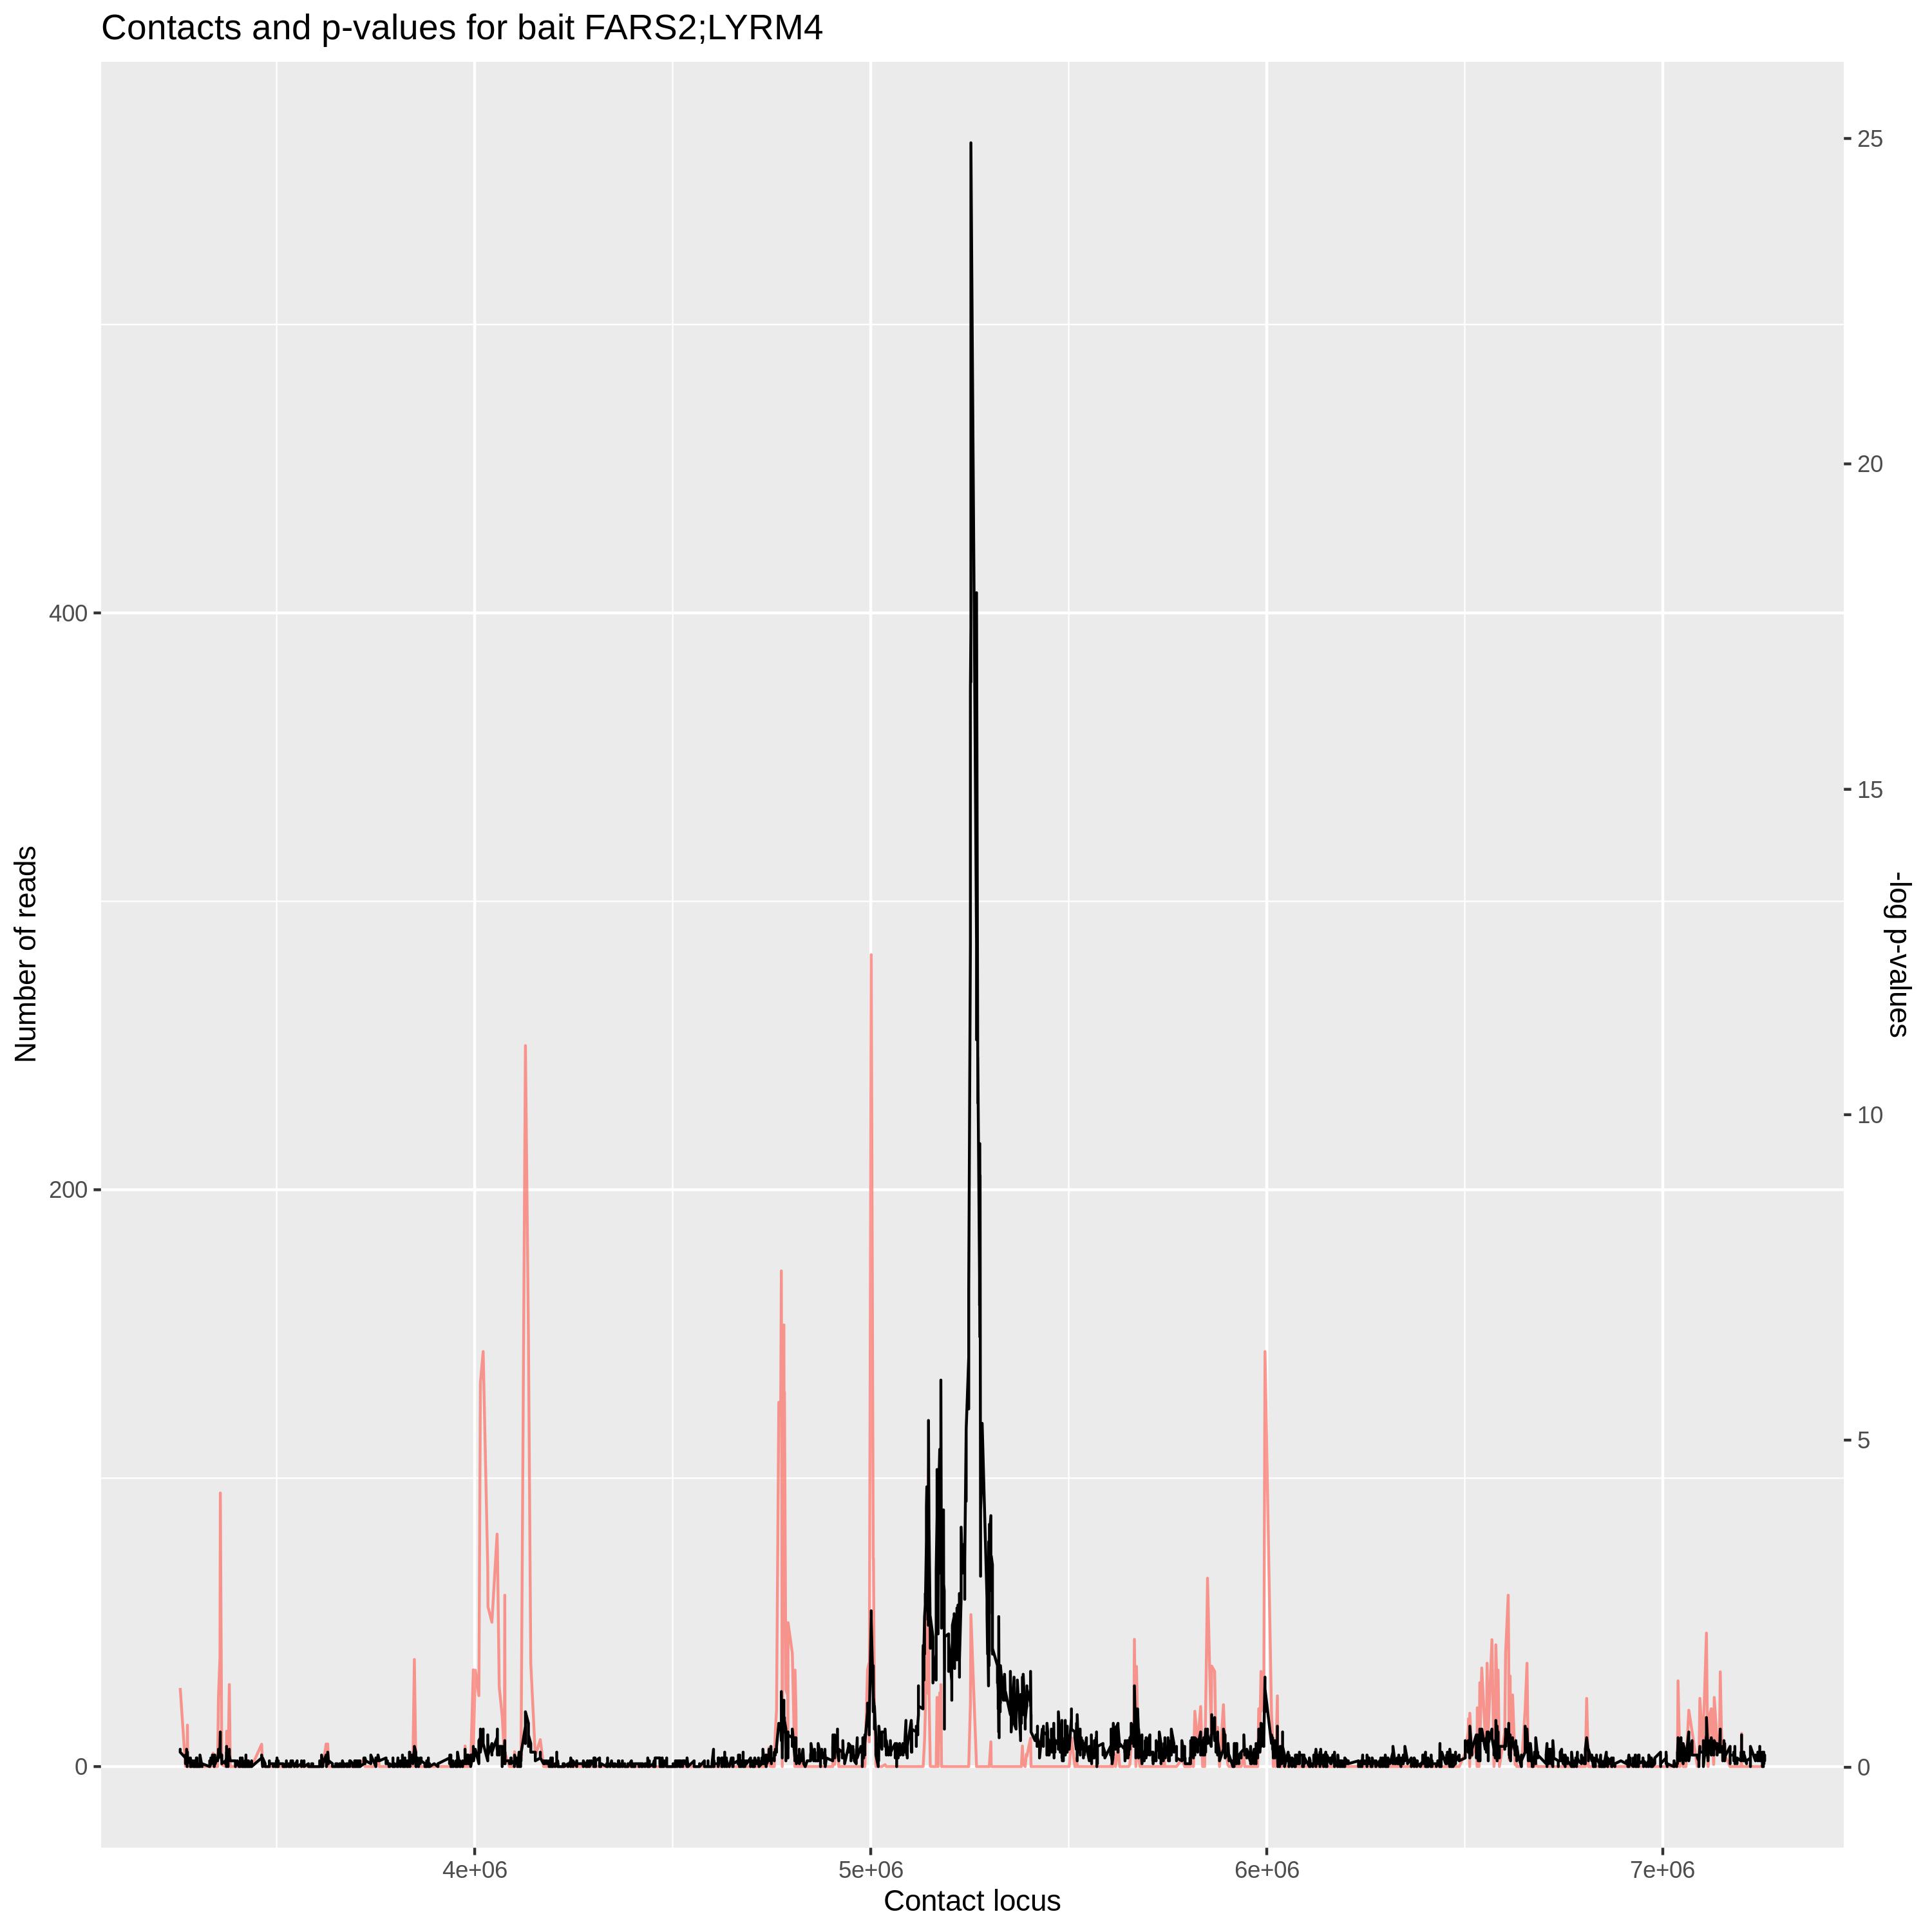 Contacts and p-values for bait FARS2;LYRM4
Number of reads
400
200
0
25
20
15
10
5
0
-log p-values
4e+06 5e+06 6e+06 7e+06
Contact locus